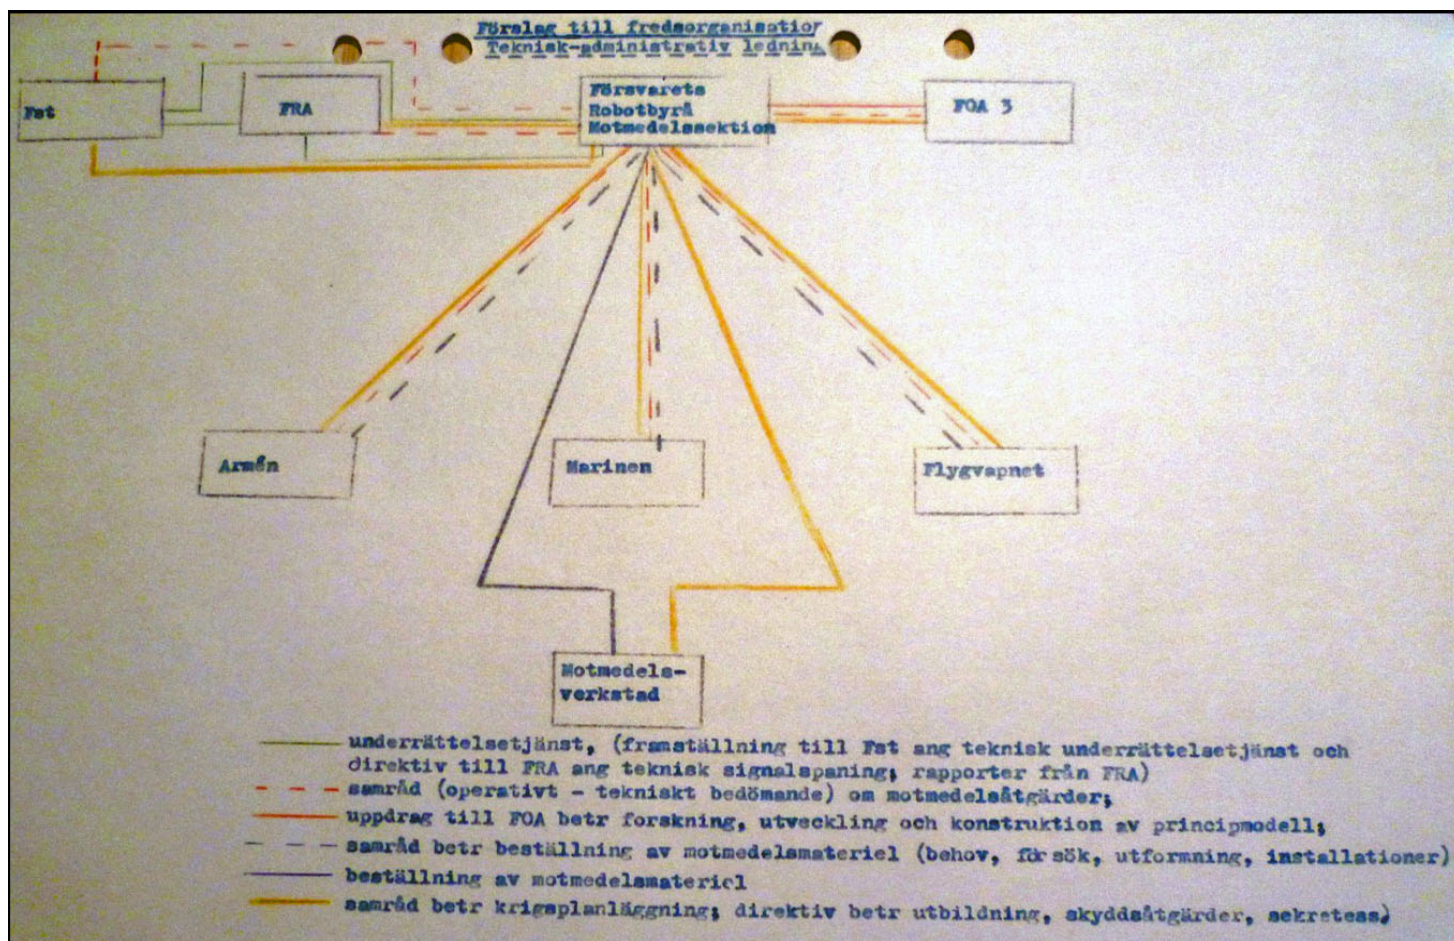 Förslag till fredsorganisation
Teknisk-administrativ ledning
Fst
FRA
Försvarets
Robotbyrå
Motmedelssektion
FOA 3
Armén
Marinen
Flygvapnet
Motmedels-
verkstad
underrättelsetjänst, (framställning till Fst ang teknisk underrättelsetjänst och
direktiv till FRA ang teknisk signalspaning; rapporter från FRA)
samråd (operativt - tekniskt bedömande) om motmedelsåtgärder;
uppdrag till FOA betr forskning, utveckling och konstruktion av principmodell;
samråd betr beställning av motmedelsmateriel (behov, försök, utformning, installationer)
beställning av motmedelsmateriel
samråd betr krigsplanläggning; direktiv betr utbildning, skyddsåtgärder, sekretess)